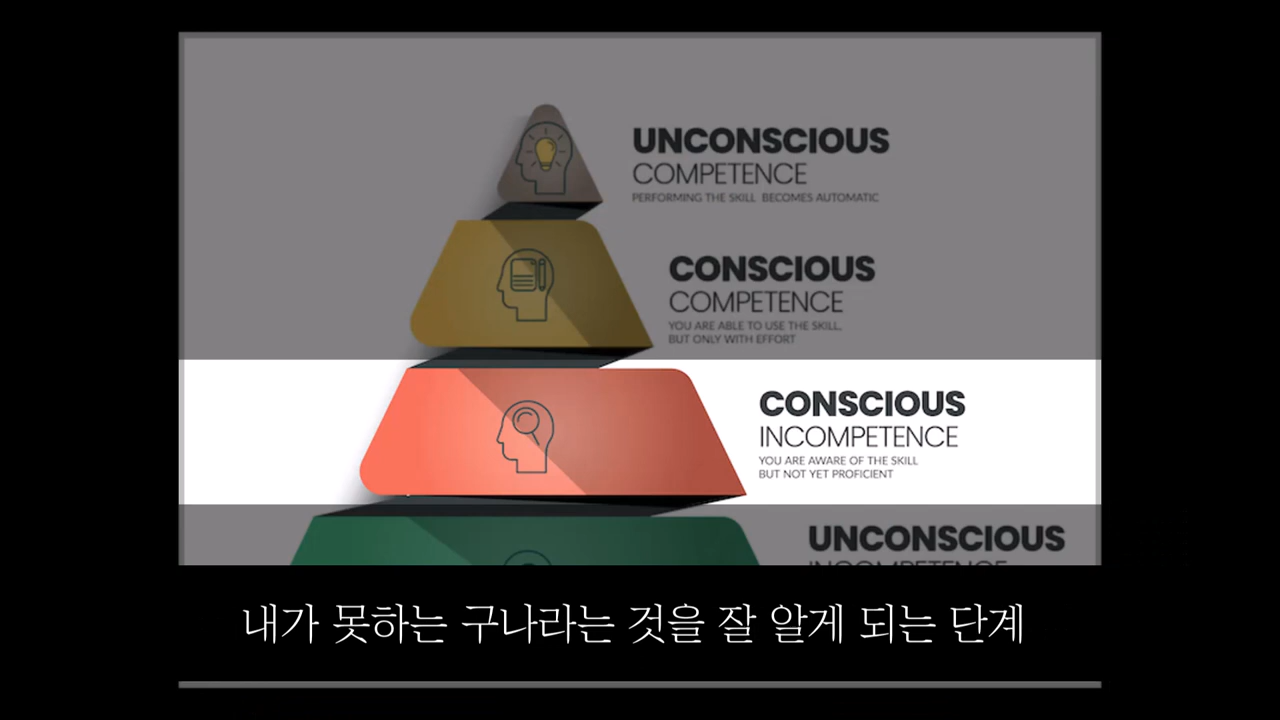 UNCONSCIOUS
COMPETENCE
PERFORMING THE SKILL BECOMES AUTOMATIC
CONSCIOUS
COMPETENCE
YOU ARE ABLE TO USE THE SKILL,
BUT ONLY WITH EFFORT
CONSCIOUS
INCOMPETENCE
YOU ARE AWARE OF THE SKILL
BUT NOT YET PROFICIENT
UNCONSCIOUS
INCOMPETENCE
내가 못하는 구나라는 것을 잘 알게 되는 단계